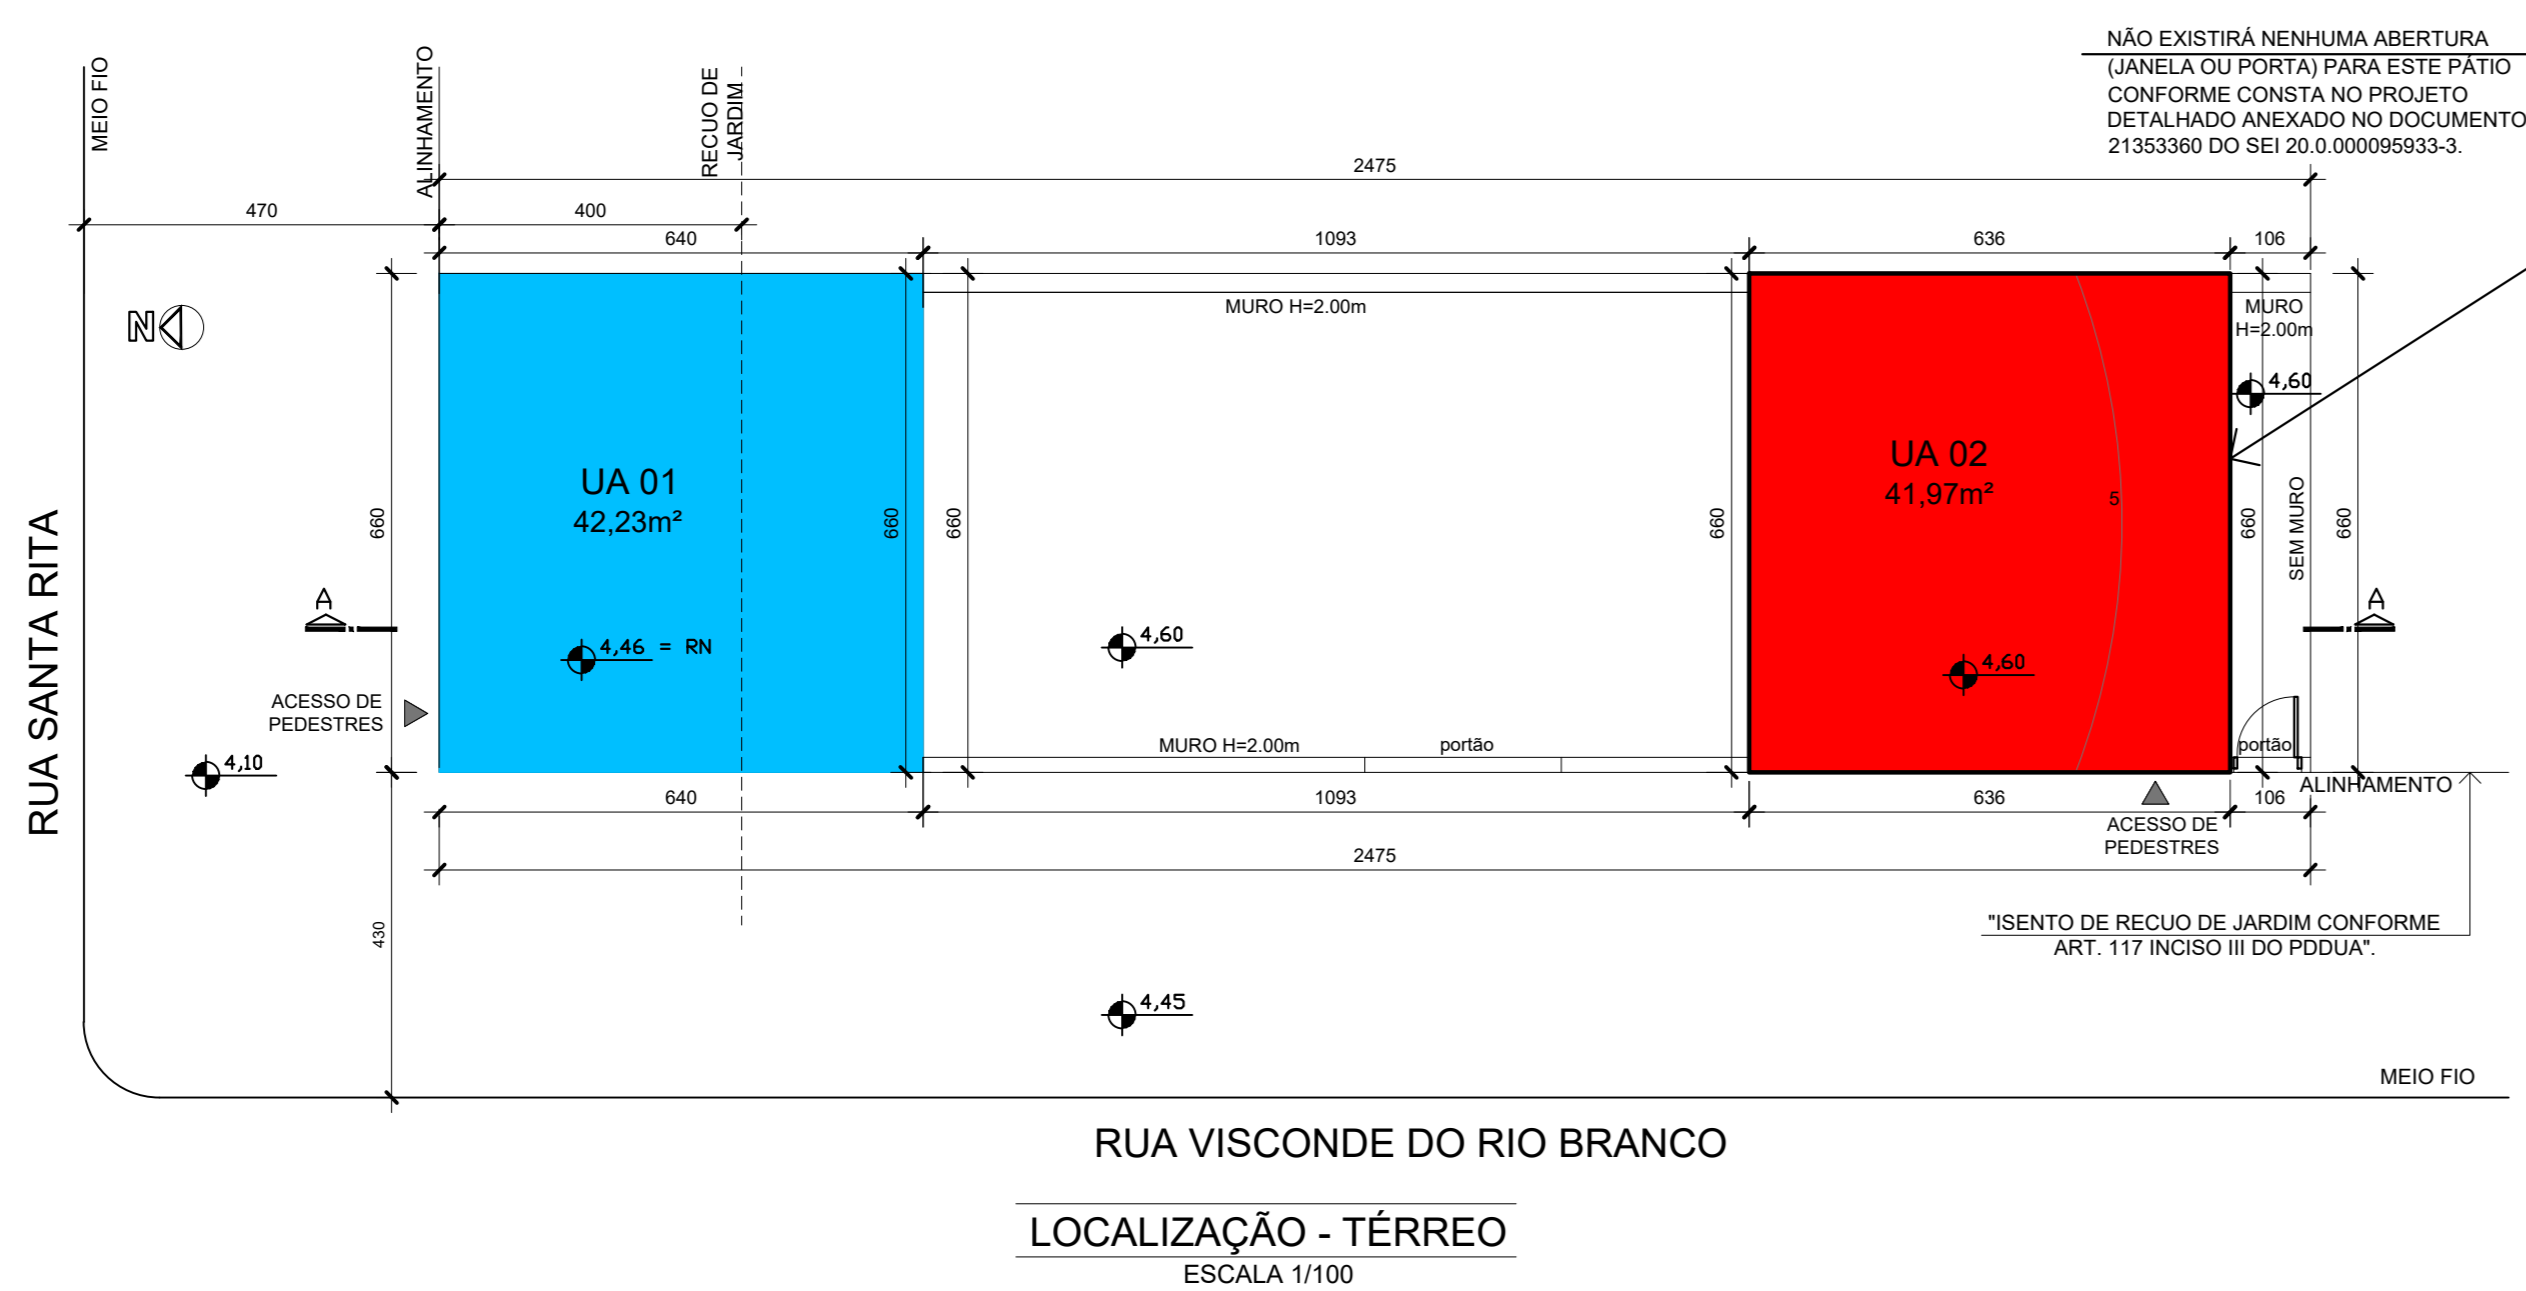 NÃO EXISTIRÁ NENHUMA ABERTURA
(JANELA OU PORTA) PARA ESTE PÁTIO
CONFORME CONSTA NO PROJETO
DETALHADO ANEXADO NO DOCUMENTO
21353360 DO SEI 20.0.000095933-3.
MEIO FIO
ALINHAMENTO
RECUO DE
JARDIM
2475
470
400
640
1093
636
106
N
MURO H=2.00m
MURO
H=2.00m
4,60
UA 01
42,23m²
UA 02
41,97m²
5
660
660
660
660
660
660
SEM MURO
RUA SANTA RITA
A
A
4,46 = RN
4,60
4,60
ACESSO DE
PEDESTRES
4,10
MURO H=2.00m
portão
portão
ALINHAMENTO
640
1093
636
106
ACESSO DE
PEDESTRES
2475
430
"ISENTO DE RECUO DE JARDIM CONFORME
ART. 117 INCISO III DO PDDUA".
4,45
MEIO FIO
RUA VISCONDE DO RIO BRANCO
LOCALIZAÇÃO - TÉRREO
ESCALA 1/100